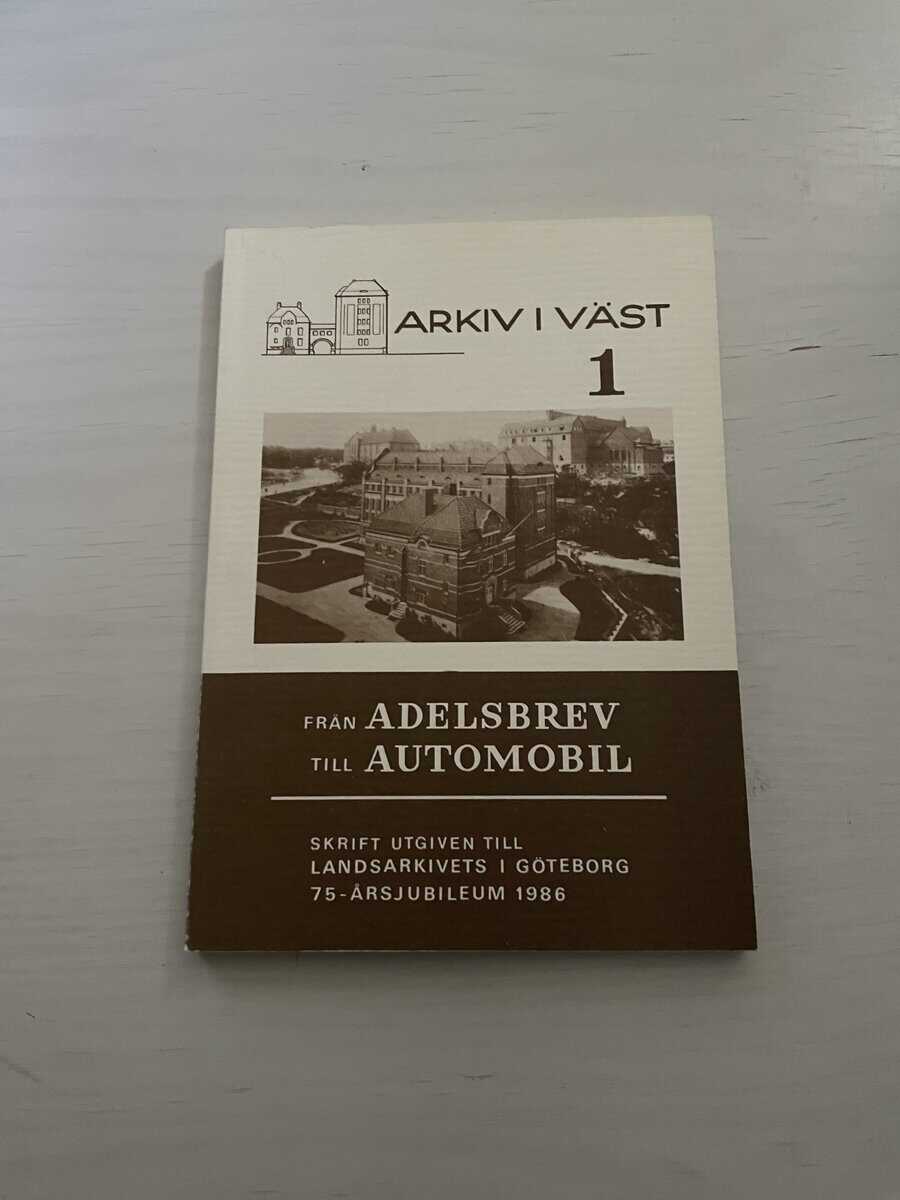 ARKIV I VÄST
1
FRÅN ADELSBREV
TILL AUTOMOBIL
SKRIFT UTGIVEN TILL
LANDSARKIVETS I GÖTEBORG
75-ÅRSJUBILEUM 1986